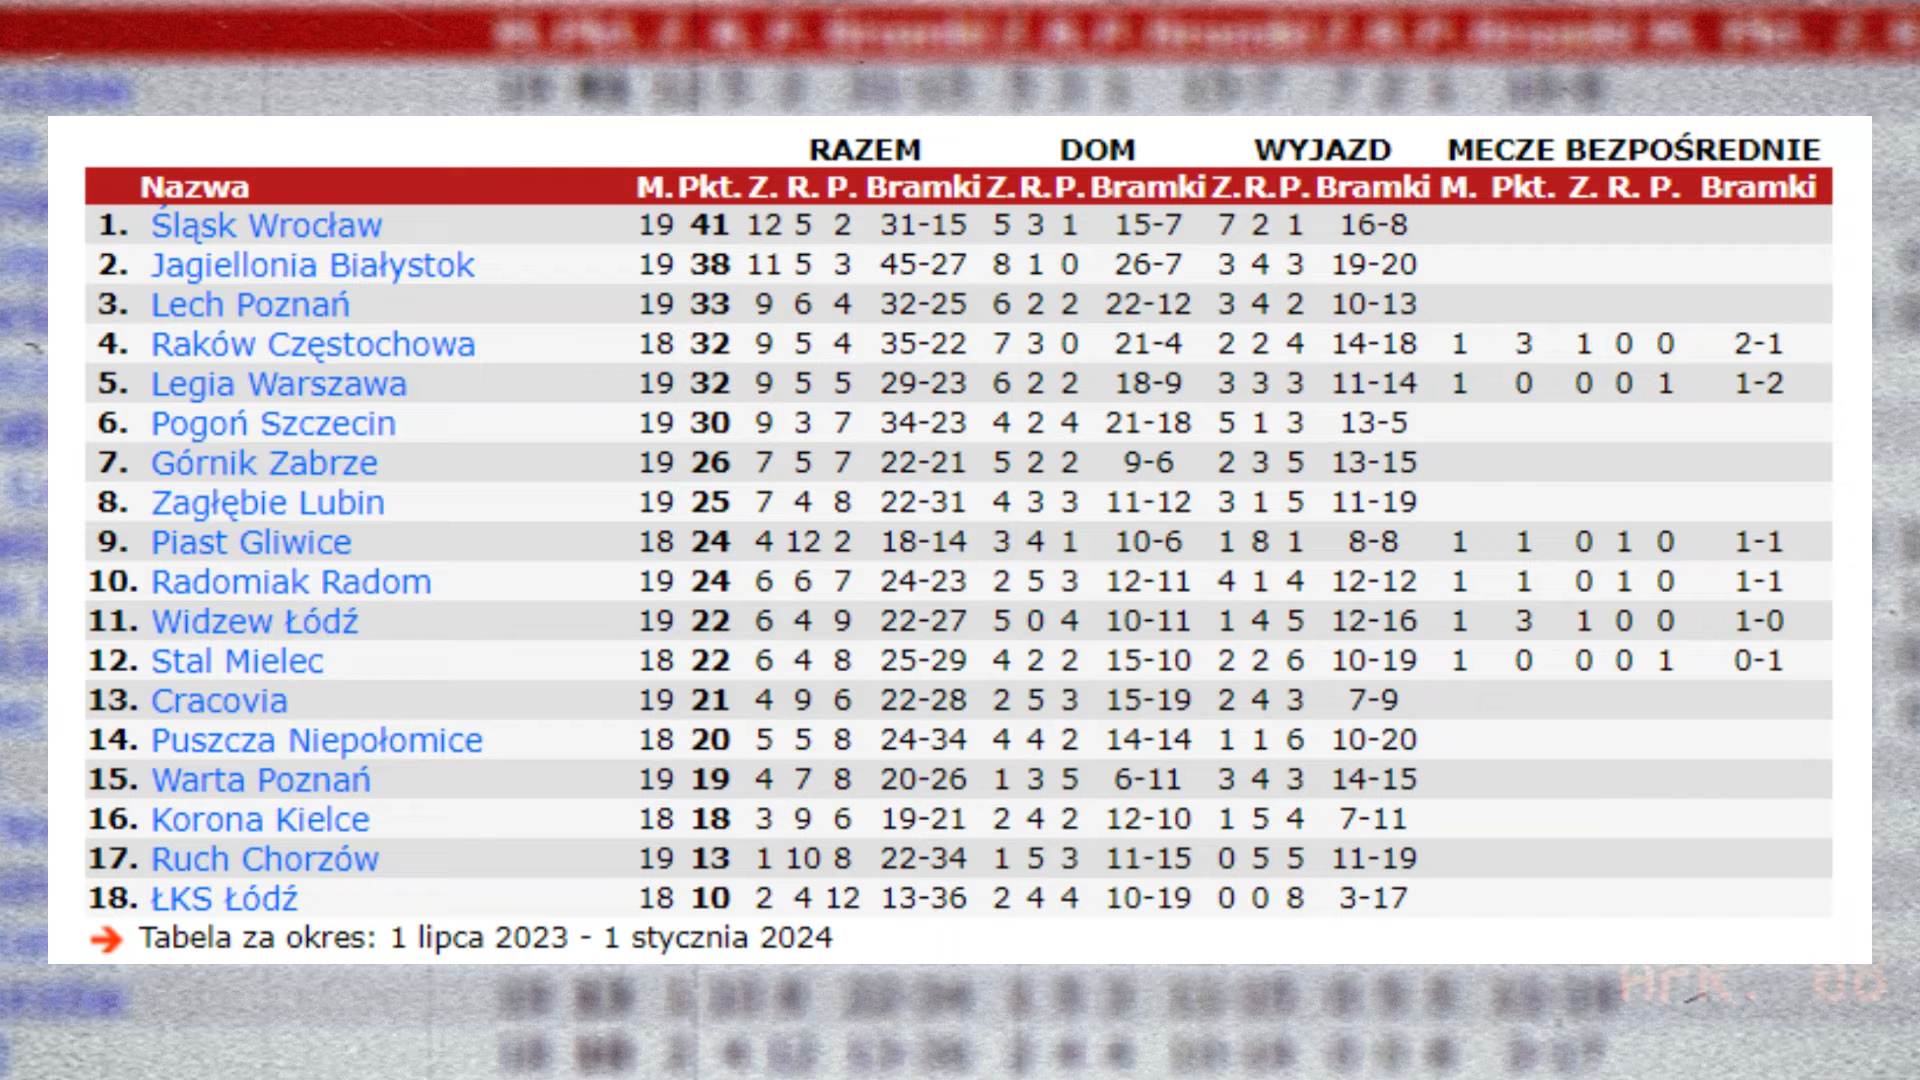 RAZEM DOM WYJAZD MECZE BEZPOŚREDNIE
Nazwa M. Pkt. Z. R. P. Bramki Z. R. P. Bramki Z. R. P. Bramki M. Pkt. Z. R. P. Bramki
1. Śląsk Wrocław 19 41 12 5 2 31-15 5 3 1 15-7 7 2 1 16-8
2. Jagiellonia Białystok 19 38 11 5 3 45-27 8 1 0 26-7 3 4 3 19-20
3. Lech Poznań 19 33 9 6 4 32-25 6 2 2 22-12 3 4 2 10-13
4. Raków Częstochowa 18 32 9 5 4 35-22 7 3 0 21-4 2 2 4 14-18 1 3 1 0 0 2-1
5. Legia Warszawa 19 32 9 5 5 29-23 6 2 2 18-9 3 3 3 11-14 1 0 0 0 1 1-2
6. Pogoń Szczecin 19 30 9 3 7 34-23 4 2 4 21-18 5 1 3 13-5
7. Górnik Zabrze 19 26 7 5 7 22-21 5 2 2 9-6 2 3 5 13-15
8. Zagłębie Lubin 19 25 7 4 8 22-31 4 3 3 11-12 3 1 5 11-19
9. Piast Gliwice 18 24 4 12 2 18-14 3 4 1 10-6 1 8 1 8-8 1 1 0 1 0 1-1
10. Radomiak Radom 19 24 6 6 7 24-23 2 5 3 12-11 4 1 4 12-12 1 1 0 1 0 1-1
11. Widzew Łódź 19 22 6 4 9 22-27 5 0 4 10-11 1 4 5 12-16 1 3 1 0 0 1-0
12. Stal Mielec 18 22 6 4 8 25-29 4 2 2 15-10 2 2 6 10-19 1 0 0 0 1 0-1
13. Cracovia 19 21 4 9 6 22-28 2 5 3 15-19 2 4 3 7-9
14. Puszcza Niepołomice 18 20 5 5 8 24-34 4 4 2 14-14 1 1 6 10-20
15. Warta Poznań 19 19 4 7 8 20-26 1 3 5 6-11 3 4 3 14-15
16. Korona Kielce 18 18 3 9 6 19-21 2 4 2 12-10 1 5 4 7-11
17. Ruch Chorzów 19 13 1 10 8 22-34 1 5 3 11-15 0 5 5 11-19
18. ŁKS Łódź 18 10 2 4 12 13-36 2 4 4 10-19 0 0 8 3-17
Tabela za okres: 1 lipca 2023 - 1 stycznia 2024